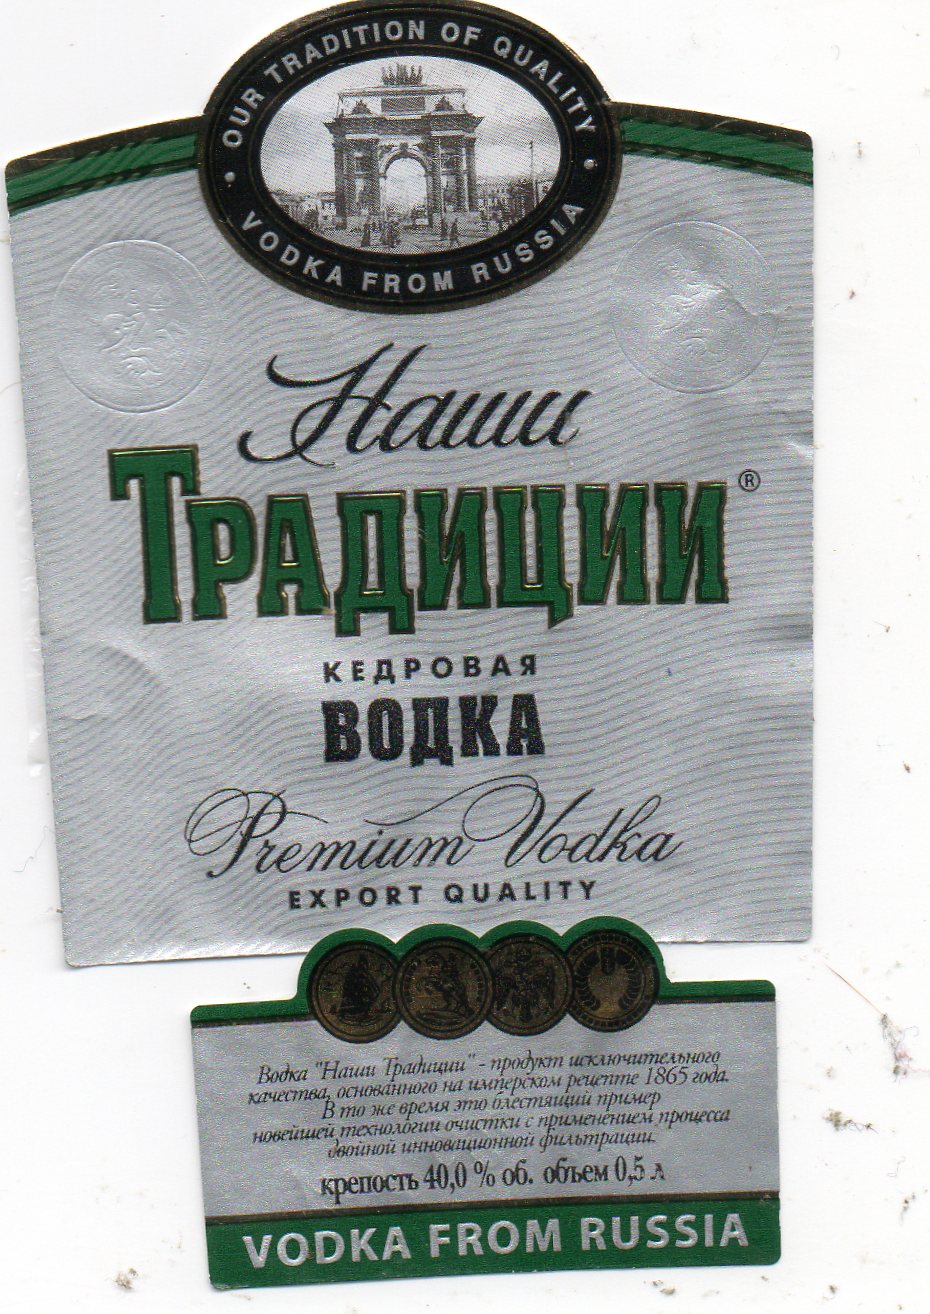 OUR TRADITION OF QUALITY
VODKA FROM RUSSIA
Наши
ТРАДИЦИИ ®
КЕДРОВАЯ
ВОДКА
Premium Vodka
EXPORT QUALITY
Водка "Наши Традиции" - продукт исключительного
качества, основанного на имперском рецепте 1865 года.
В то же время это блестящий пример
новейшей технологии очистки с применением процесса
двойной инновационной фильтрации.
крепость 40,0 % об. объем 0,5 л
VODKA FROM RUSSIA